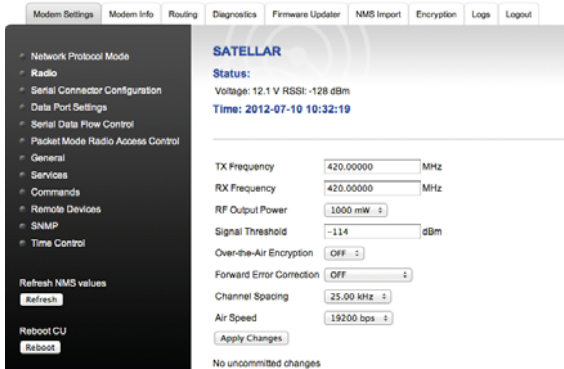 Modem Settings Modem Info Routing Diagnostics Firmware Updater NMS Import Encryption Logs Logout
Network Protocol Mode
Radio
Serial Connector Configuration
Data Port Settings
Serial Data Flow Control
Packet Mode Radio Access Control
General
Services
Commands
Remote Devices
SNMP
Time Control
Refresh NMS values
Refresh
Reboot CU
Reboot
SATELLAR
Status:
Voltage: 12.1 V RSSI: -128 dBm
Time: 2012-07-10 10:32:19
TX Frequency 420.00000 MHz
RX Frequency 420.00000 MHz
RF Output Power 1000 mW
Signal Threshold -114 dBm
Over-the-Air Encryption OFF
Forward Error Correction OFF
Channel Spacing 25.00 kHz
Air Speed 19200 bps
Apply Changes
No uncommitted changes